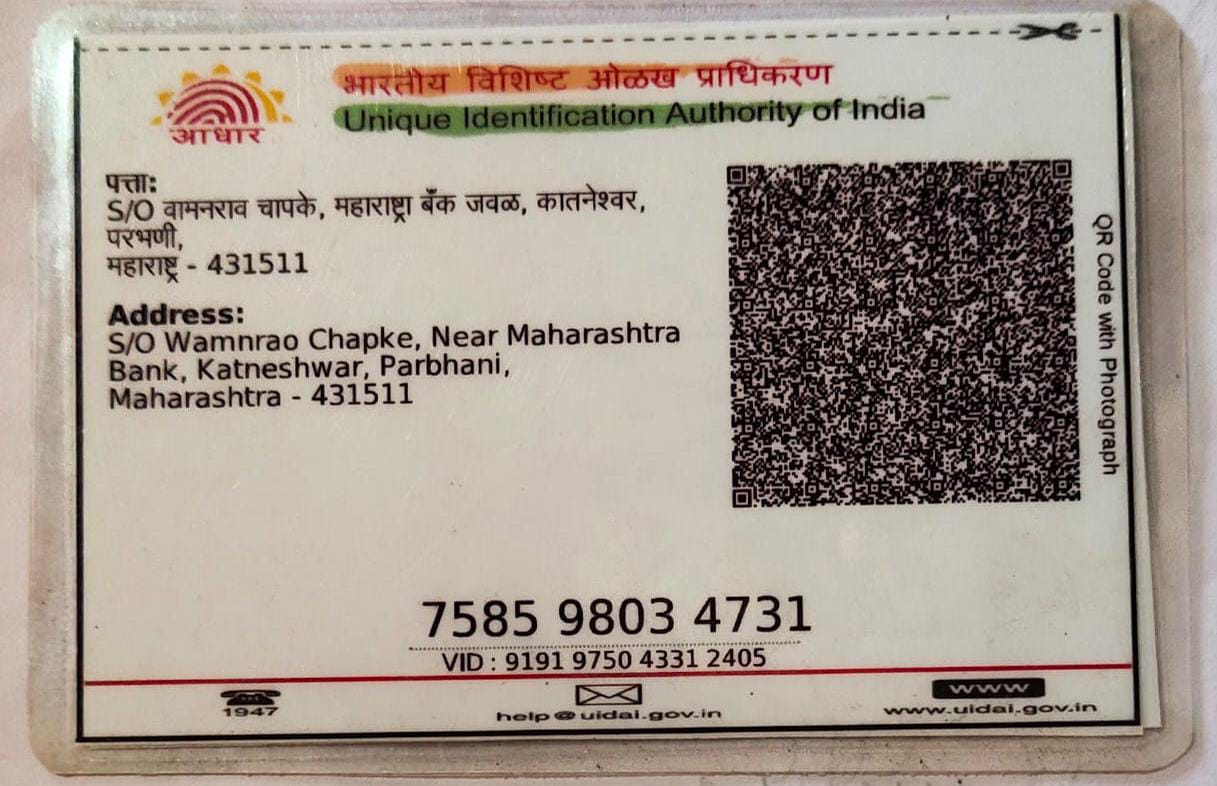 भारतीय विशिष्ट ओळख प्राधिकरण
Unique Identification Authority of India
आधार
पत्ता:
S/O वामनराव चापके, महाराष्ट्रा बँक जवळ, कातनेश्वर,
परभणी,
महाराष्ट्र - 431511
Address:
S/O Wamnrao Chapke, Near Maharashtra
Bank, Katneshwar, Parbhani,
Maharashtra - 431511
QR Code with Photograph
7585 9803 4731
VID : 9191 9750 4331 2405
1947
help@uidai.gov.in
www
www.uidai.gov.in